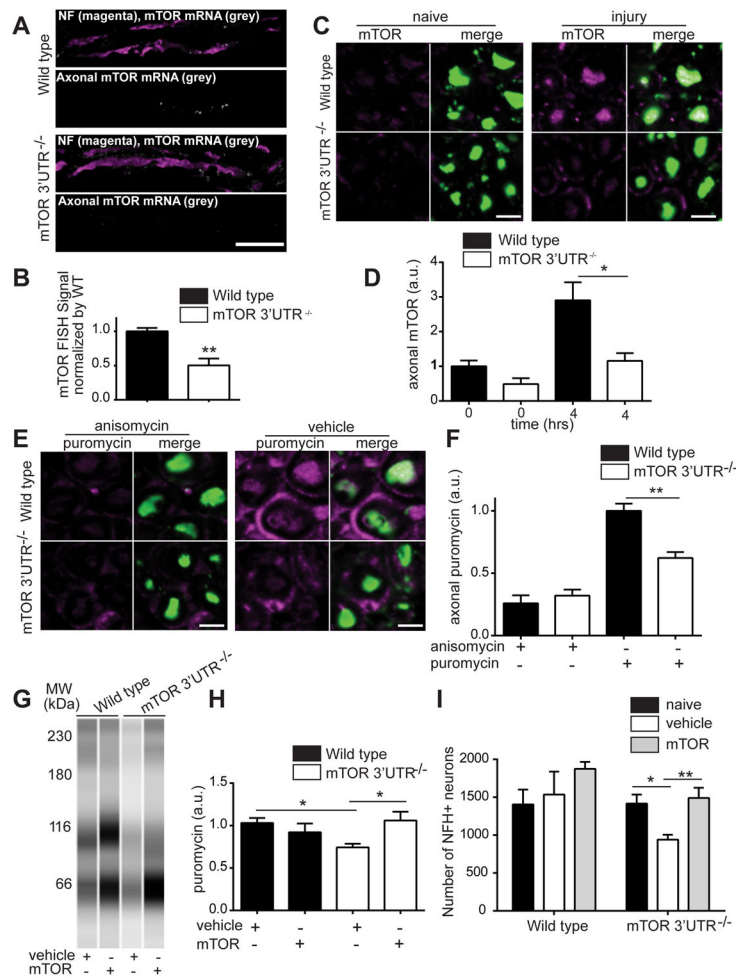 A
Wild type
NF (magenta), mTOR mRNA (grey)
Axonal mTOR mRNA (grey)
mTOR 3'UTR -/-
NF (magenta), mTOR mRNA (grey)
Axonal mTOR mRNA (grey)
B
Wild type
mTOR 3'UTR -/-
mTOR FISH Signal
normalized by WT
1.0
0.5
0.0
**
C
naive
injury
mTOR merge mTOR merge
Wild type
mTOR 3'UTR -/-
D
Wild type
mTOR 3'UTR-/-
axonal mTOR (a.u.)
4
3
2
1
0
*
0 0 4 4
time (hrs)
E
anisomycin vehicle
puromycin merge puromycin merge
Wild type
mTOR 3'UTR-/-
F
Wild type
mTOR 3'UTR-/-
axonal puromycin (a.u.)
1.0
0.5
0.0
**
anisomycin + + - -
puromycin - - + +
G
MW
(kDa)
Wild type
mTOR 3'UTR-/-
230
180
116
66
vehicle + - + -
mTOR - + - +
H
Wild type
mTOR 3'UTR-/-
puromycin (a.u.)
1.5
1.0
0.5
0.0
* *
vehicle + - + -
mTOR - + - +
I
naive
vehicle
mTOR
Number of NFH+ neurons
2000
1500
1000
500
0
* **
Wild type mTOR 3'UTR-/-